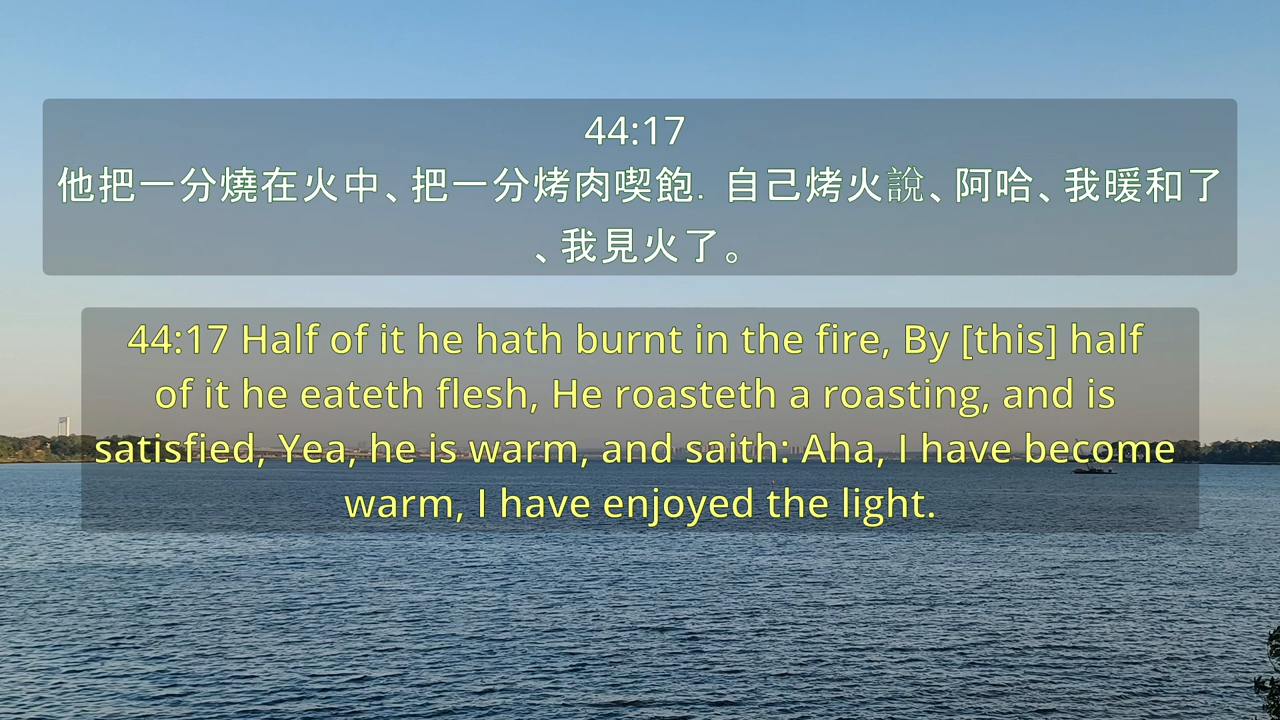 44:17
他把一分燒在火中、把一分烤肉喫飽. 自己烤火說、阿哈、我暖和了
、我見火了。
44:17 Half of it he hath burnt in the fire, By [this] half
of it he eateth flesh, He roasteth a roasting, and is
satisfied, Yea, he is warm, and saith: Aha, I have become
warm, I have enjoyed the light.